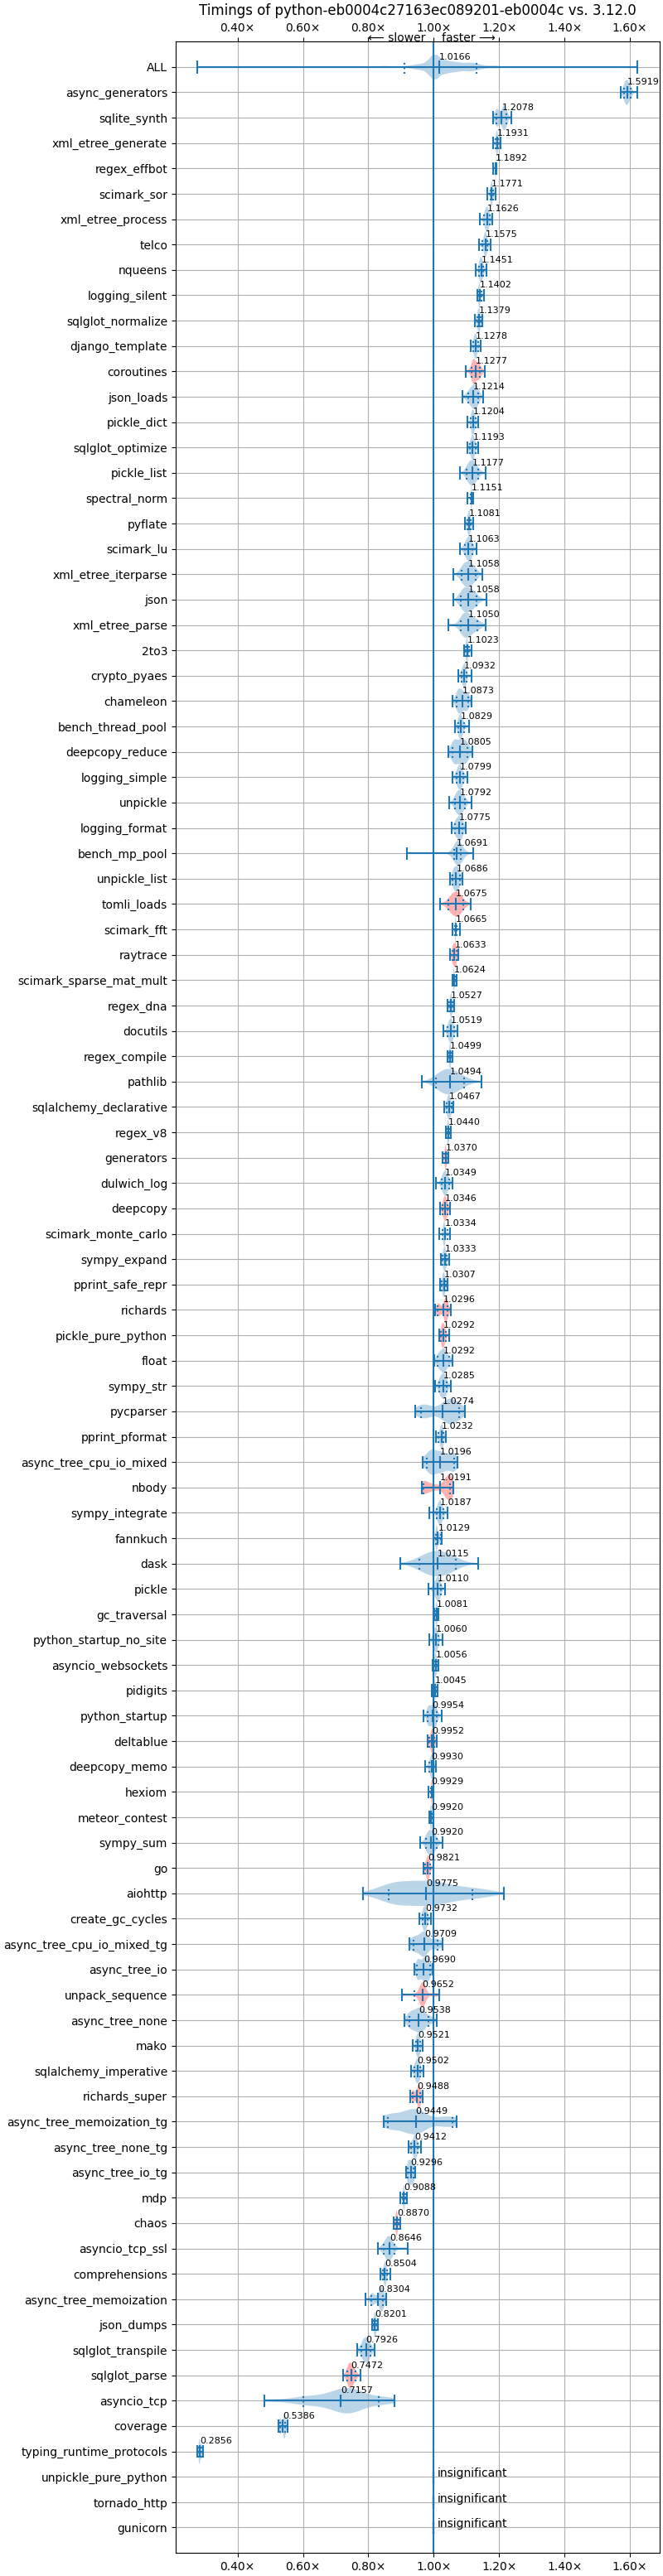 Timings of python-eb0004c27163ec089201-eb0004c vs. 3.12.0
0.40× 0.60× 0.80× 1.00× 1.20× 1.40× 1.60×
⟵ slower faster ⟶
ALL 1.0166
async_generators 1.5919
sqlite_synth 1.2078
xml_etree_generate 1.1931
regex_effbot 1.1892
scimark_sor 1.1771
xml_etree_process 1.1626
telco 1.1575
nqueens 1.1451
logging_silent 1.1402
sqlglot_normalize 1.1379
django_template 1.1278
coroutines 1.1277
json_loads 1.1214
pickle_dict 1.1204
sqlglot_optimize 1.1193
pickle_list 1.1177
spectral_norm 1.1151
pyflate 1.1081
scimark_lu 1.1063
xml_etree_iterparse 1.1058
json 1.1058
xml_etree_parse 1.1050
2to3 1.1023
crypto_pyaes 1.0932
chameleon 1.0873
bench_thread_pool 1.0829
deepcopy_reduce 1.0805
logging_simple 1.0799
unpickle 1.0792
logging_format 1.0775
bench_mp_pool 1.0691
unpickle_list 1.0686
tomli_loads 1.0675
scimark_fft 1.0665
raytrace 1.0633
scimark_sparse_mat_mult 1.0624
regex_dna 1.0527
docutils 1.0519
regex_compile 1.0499
pathlib 1.0494
sqlalchemy_declarative 1.0467
regex_v8 1.0440
generators 1.0370
dulwich_log 1.0349
deepcopy 1.0346
scimark_monte_carlo 1.0334
sympy_expand 1.0333
pprint_safe_repr 1.0307
richards 1.0296
pickle_pure_python 1.0292
float 1.0292
sympy_str 1.0285
pycparser 1.0274
pprint_pformat 1.0232
async_tree_cpu_io_mixed 1.0196
nbody 1.0191
sympy_integrate 1.0187
fannkuch 1.0129
dask 1.0115
pickle 1.0110
gc_traversal 1.0081
python_startup_no_site 1.0060
asyncio_websockets 1.0056
pidigits 1.0045
python_startup 0.9954
deltablue 0.9952
deepcopy_memo 0.9930
hexiom 0.9929
meteor_contest 0.9920
sympy_sum 0.9920
go 0.9821
aiohttp 0.9775
create_gc_cycles 0.9732
async_tree_cpu_io_mixed_tg 0.9709
async_tree_io 0.9690
unpack_sequence 0.9652
async_tree_none 0.9538
mako 0.9521
sqlalchemy_imperative 0.9502
richards_super 0.9488
async_tree_memoization_tg 0.9449
async_tree_none_tg 0.9412
async_tree_io_tg 0.9296
mdp 0.9088
chaos 0.8870
asyncio_tcp_ssl 0.8646
comprehensions 0.8504
async_tree_memoization 0.8304
json_dumps 0.8201
sqlglot_transpile 0.7926
sqlglot_parse 0.7472
asyncio_tcp 0.7157
coverage 0.5386
typing_runtime_protocols 0.2856
unpickle_pure_python insignificant
tornado_http insignificant
gunicorn insignificant
0.40× 0.60× 0.80× 1.00× 1.20× 1.40× 1.60×